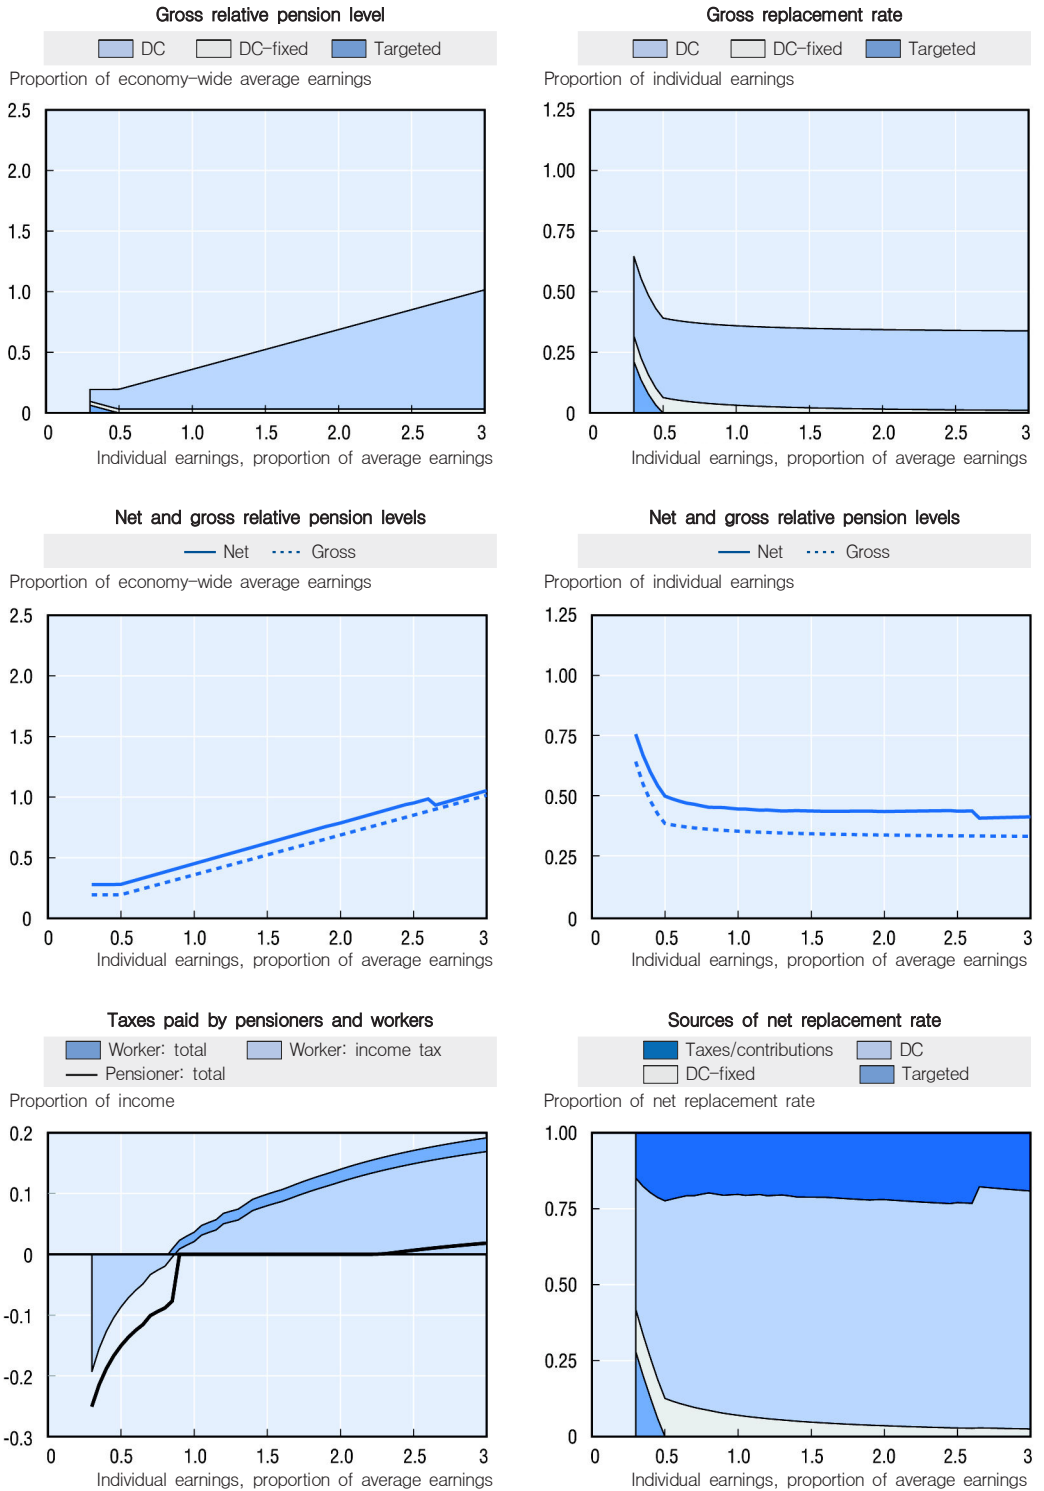 Gross relative pension level
DC DC-fixed Targeted
Proportion of economy-wide average earnings
2.5
2.0
1.5
1.0
0.5
0
0 0.5 1.0 1.5 2.0 2.5 3
Individual earnings, proportion of average earnings
Gross replacement rate
DC DC-fixed Targeted
Proportion of individual earnings
1.25
1.00
0.75
0.50
0.25
0
0 0.5 1.0 1.5 2.0 2.5 3
Individual earnings, proportion of average earnings
Net and gross relative pension levels
Net Gross
Proportion of economy-wide average earnings
2.5
2.0
1.5
1.0
0.5
0
0 0.5 1.0 1.5 2.0 2.5 3
Individual earnings, proportion of average earnings
Net and gross relative pension levels
Net Gross
Proportion of individual earnings
1.25
1.00
0.75
0.50
0.25
0
0 0.5 1.0 1.5 2.0 2.5 3
Individual earnings, proportion of average earnings
Taxes paid by pensioners and workers
Worker: total Worker: income tax
Pensioner: total
Proportion of income
0.2
0.1
0
-0.1
-0.2
-0.3
0 0.5 1.0 1.5 2.0 2.5 3
Individual earnings, proportion of average earnings
Sources of net replacement rate
Taxes/contributions DC
DC-fixed Targeted
Proportion of net replacement rate
1.00
0.75
0.50
0.25
0
0 0.5 1.0 1.5 2.0 2.5 3
Individual earnings, proportion of average earnings